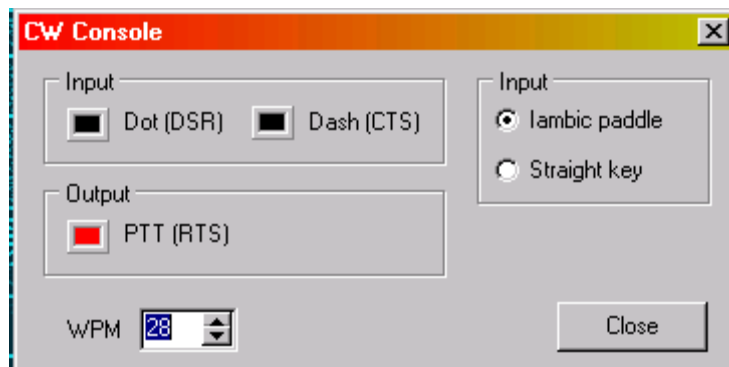 CW Console
Input
Dot (DSR) Dash (CTS)
Input
Iambic paddle
Straight key
Output
PTT (RTS)
WPM 28
Close